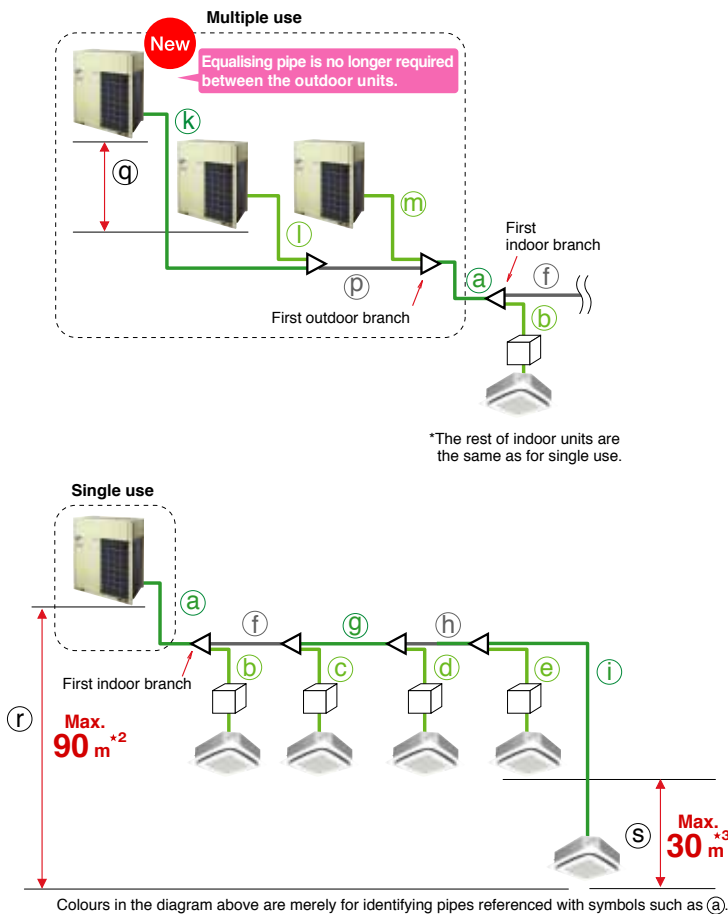 Multiple use
New
Equalising pipe is no longer required
between the outdoor units.
k
q
l
m
p
First outdoor branch
First
indoor branch
a
f
b
*The rest of indoor units are
the same as for single use.
Single use
a
f
g
h
First indoor branch
b
c
d
e
i
r
Max.
90 m*2
s
Max.
30 m*3
Colours in the diagram above are merely for identifying pipes referenced with symbols such as ⓐ.